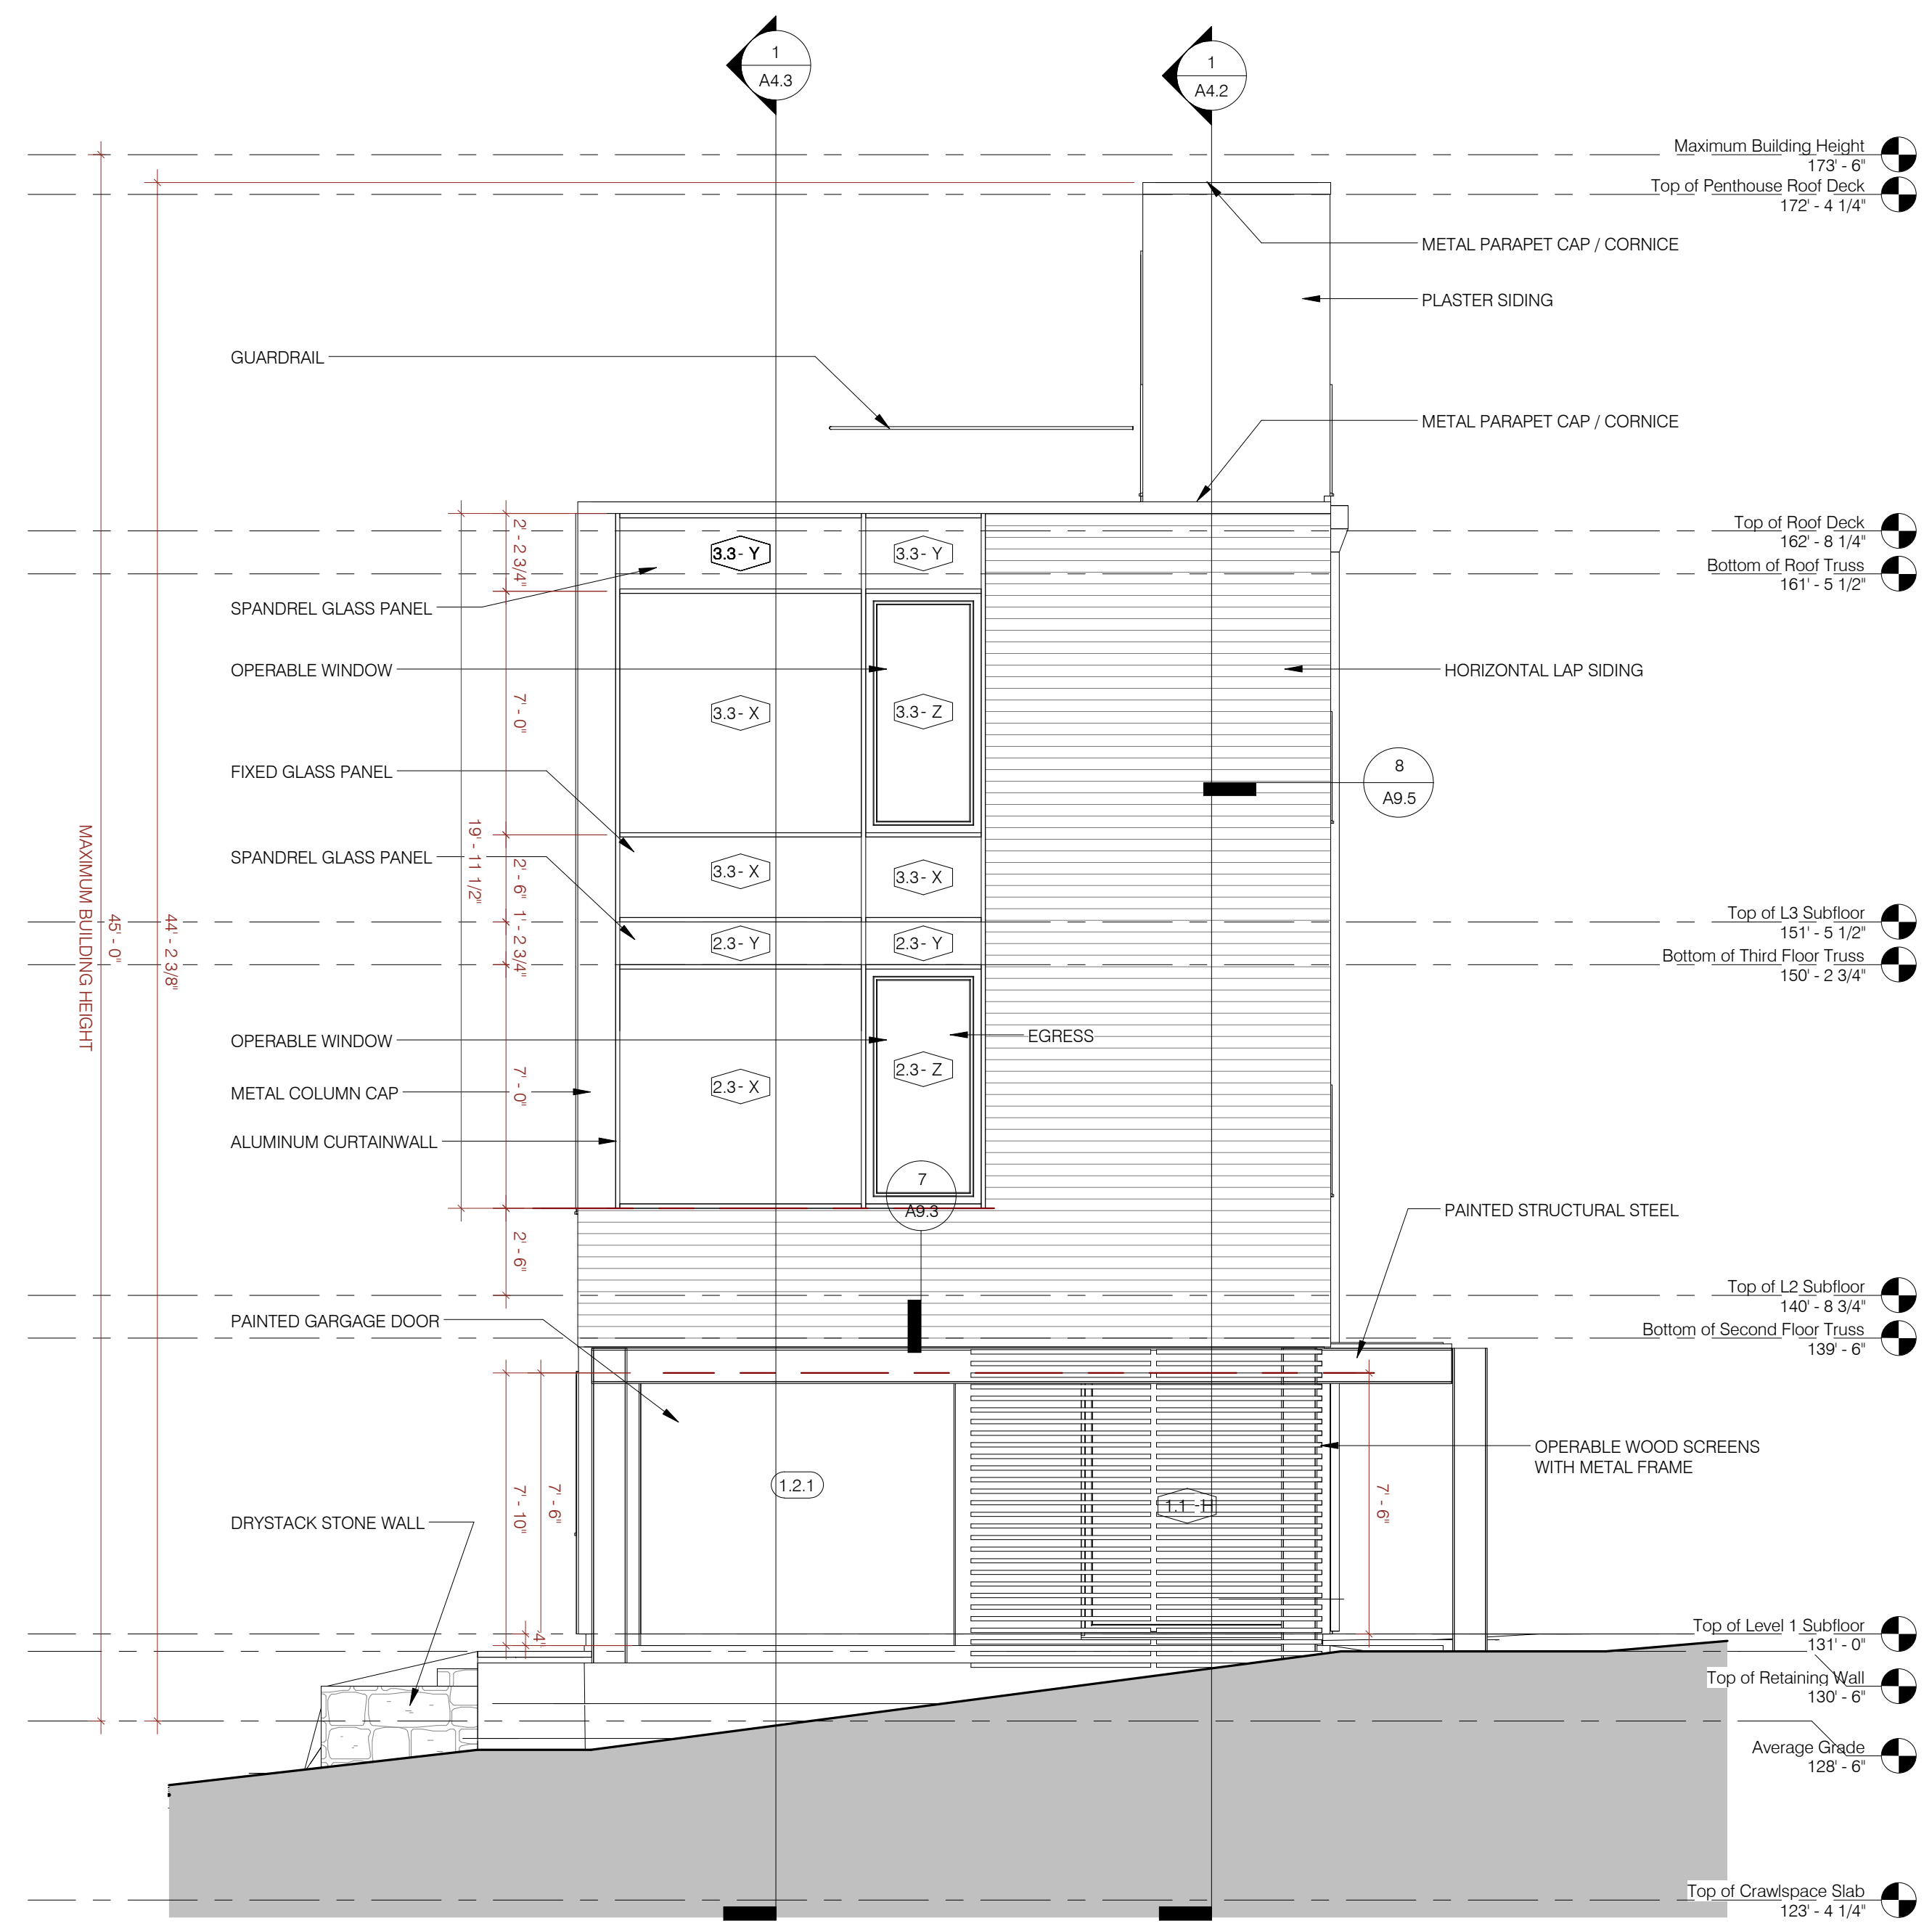 1
A4.3
1
A4.2
Maximum Building Height
173' - 6"
Top of Penthouse Roof Deck
172' - 4 1/4"
METAL PARAPET CAP / CORNICE
PLASTER SIDING
GUARDRAIL
METAL PARAPET CAP / CORNICE
Top of Roof Deck
162' - 8 1/4"
Bottom of Roof Truss
161' - 5 1/2"
2' - 2 3/4"
3.3- Y
3.3- Y
SPANDREL GLASS PANEL
OPERABLE WINDOW
HORIZONTAL LAP SIDING
7' - 0"
3.3- X
3.3- Z
FIXED GLASS PANEL
8
A9.5
SPANDREL GLASS PANEL
19' - 11 1/2"
2' - 6"
3.3- X
3.3- X
MAXIMUM BUILDING HEIGHT
45' - 0"
44' - 2 3/8"
1' - 2 3/4"
2.3- Y
2.3- Y
Top of L3 Subfloor
151' - 5 1/2"
Bottom of Third Floor Truss
150' - 2 3/4"
OPERABLE WINDOW
EGRESS
METAL COLUMN CAP
7' - 0"
2.3- X
2.3- Z
ALUMINUM CURTAINWALL
7
A9.3
PAINTED STRUCTURAL STEEL
2' - 6"
Top of L2 Subfloor
140' - 8 3/4"
PAINTED GARGAGE DOOR
Bottom of Second Floor Truss
139' - 6"
OPERABLE WOOD SCREENS
WITH METAL FRAME
1.2.1
1.1 -H
7' - 10"
7' - 6"
7' - 6"
DRYSTACK STONE WALL
4"
Top of Level 1 Subfloor
131' - 0"
Top of Retaining Wall
130' - 6"
Average Grade
128' - 6"
Top of Crawlspace Slab
123' - 4 1/4"